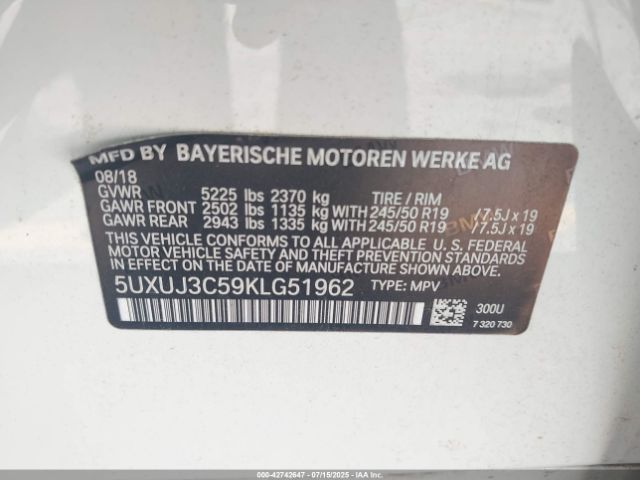 MFD BY BAYERISCHE MOTOREN WERKE AG
08/18
GVWR 5225 lbs 2370 kg TIRE / RIM
GAWR FRONT 2502 lbs 1135 kg WITH 245/50 R19 / 7.5J x 19
GAWR REAR 2943 lbs 1335 kg WITH 245/50 R19 / 7.5J x 19
THIS VEHICLE CONFORMS TO ALL APPLICABLE U. S. FEDERAL
MOTOR VEHICLE SAFETY AND THEFT PREVENTION STANDARDS IN
EFFECT ON THE DATE OF MANUFACTURE SHOWN ABOVE.
5UXUJ3C59KLG51962 TYPE: MPV
300U
7 320 730
000-42742647 - 07/15/2025 - IAAI.COM